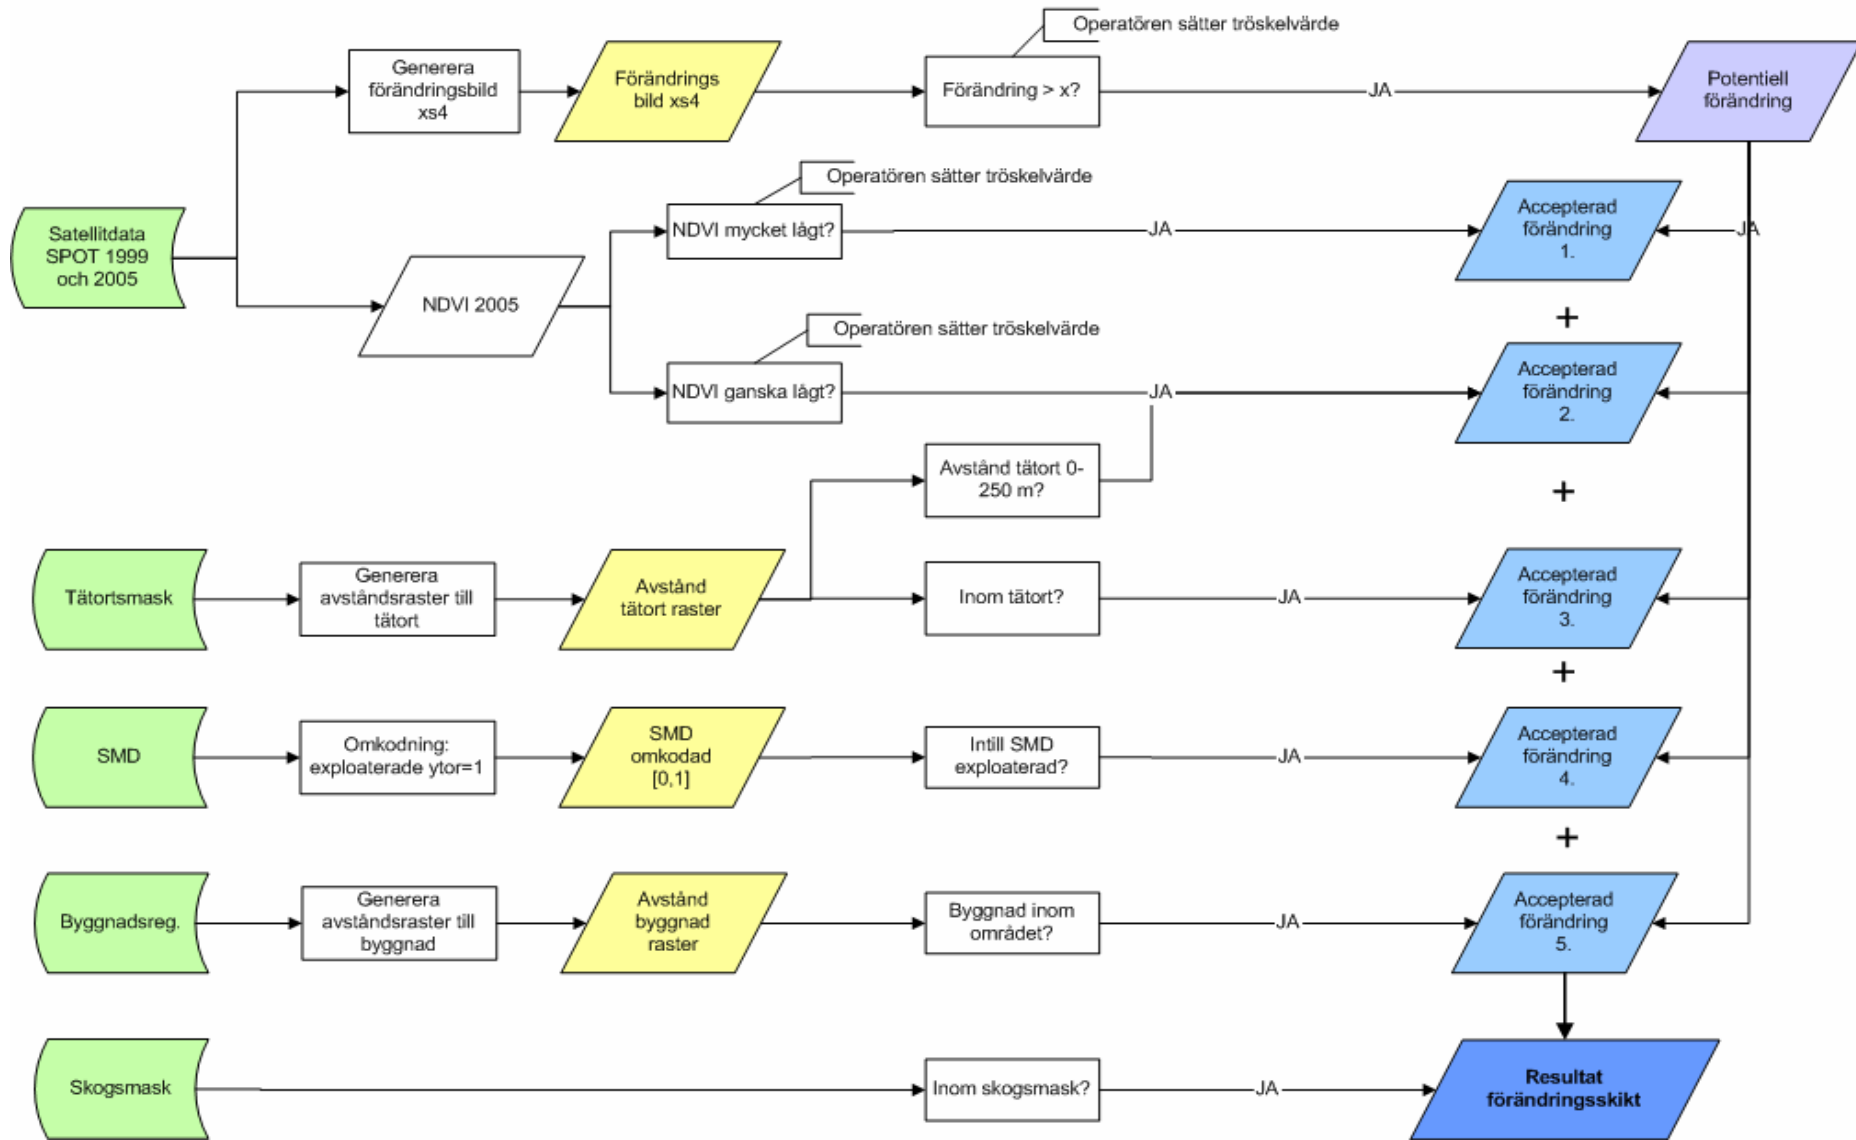 Operatören sätter tröskelvärde
Generera
förändringsbild
xs4
Förändrings
bild xs4
Förändring > x?
JA
Potentiell
förändring
Operatören sätter tröskelvärde
Satellitdata
SPOT 1999
och 2005
NDVI mycket lågt?
JA
Accepterad
förändring
1.
JA
NDVI 2005
+
Operatören sätter tröskelvärde
NDVI ganska lågt?
JA
Accepterad
förändring
2.
Avstånd tätort 0-
250 m?
+
Tätortsmask
Generera
avståndsraster till
tätort
Avstånd
tätort raster
Inom tätort?
JA
Accepterad
förändring
3.
+
SMD
Omkodning:
exploaterade ytor=1
SMD
omkodad
[0,1]
Intill SMD
exploaterad?
JA
Accepterad
förändring
4.
+
Byggnadsreg.
Generera
avståndsraster till
byggnad
Avstånd
byggnad
raster
Byggnad inom
området?
JA
Accepterad
förändring
5.
Skogsmask
Inom skogsmask?
JA
Resultat
förändringsskikt